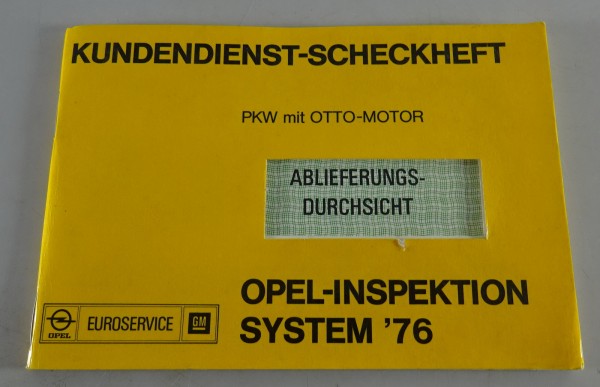 KUNDENDIENST-SCHECKHEFT
PKW mit OTTO-MOTOR
ABLIEFERUNGS-
DURCHSICHT
OPEL-INSPEKTION
SYSTEM '76
OPEL EUROSERVICE GM